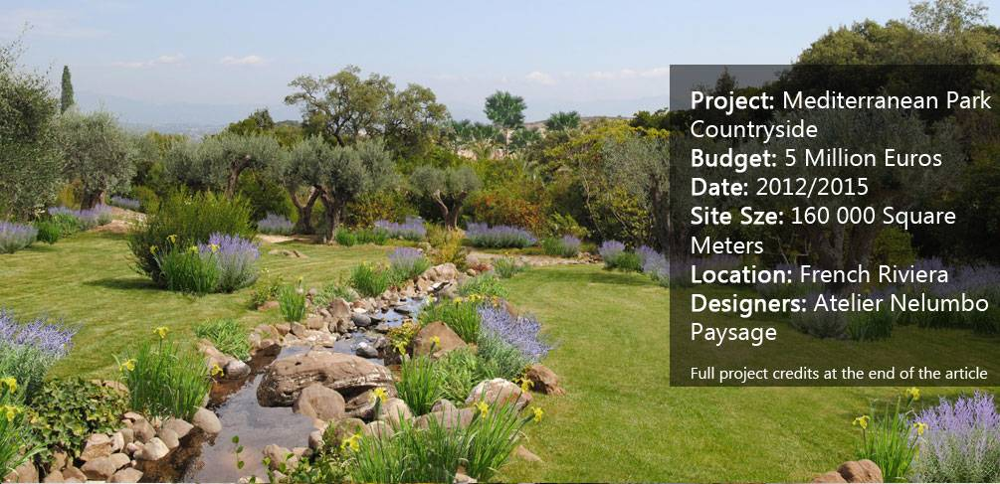 Project: Mediterranean Park
Countryside
Budget: 5 Million Euros
Date: 2012/2015
Site Sze: 160 000 Square
Meters
Location: French Riviera
Designers: Atelier Nelumbo
Paysage
Full project credits at the end of the article